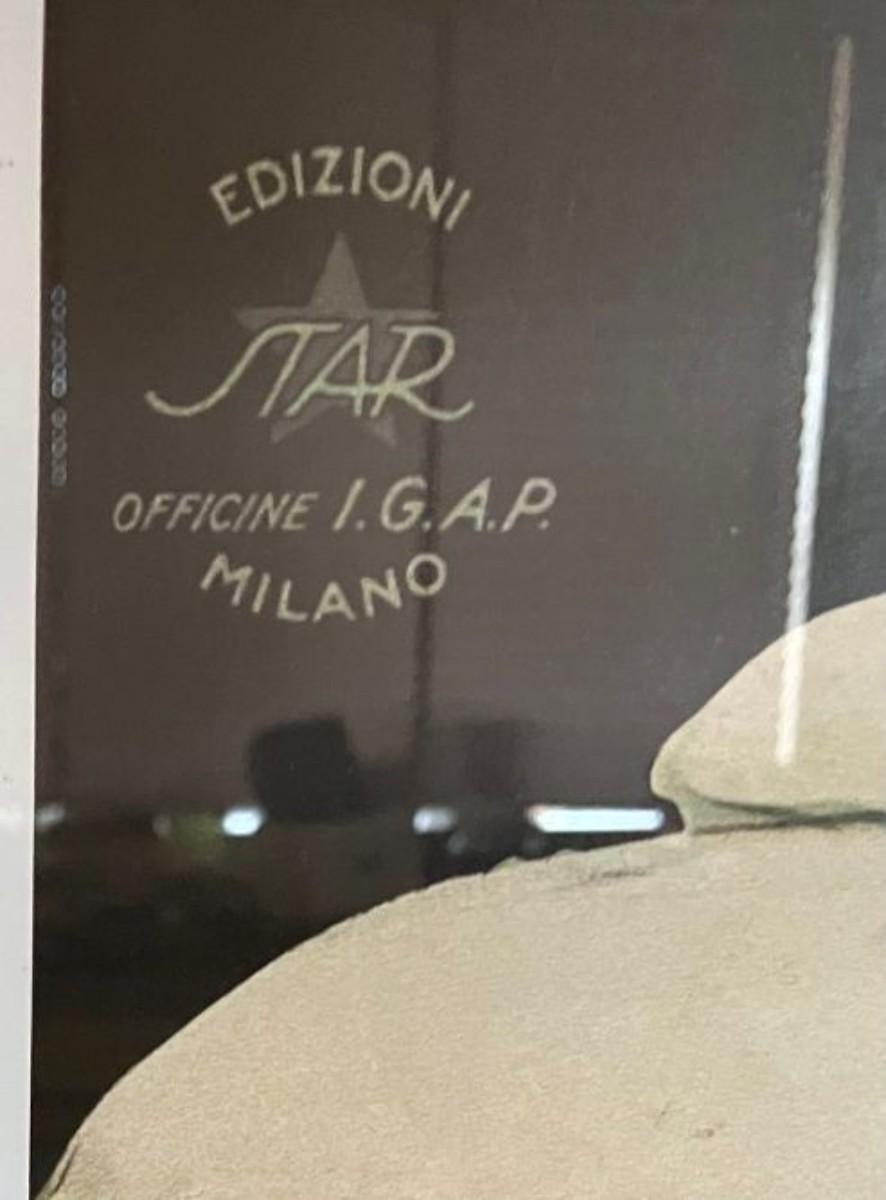 EDIZIONI
STAR
OFFICINE I.G.A.P.
MILANO